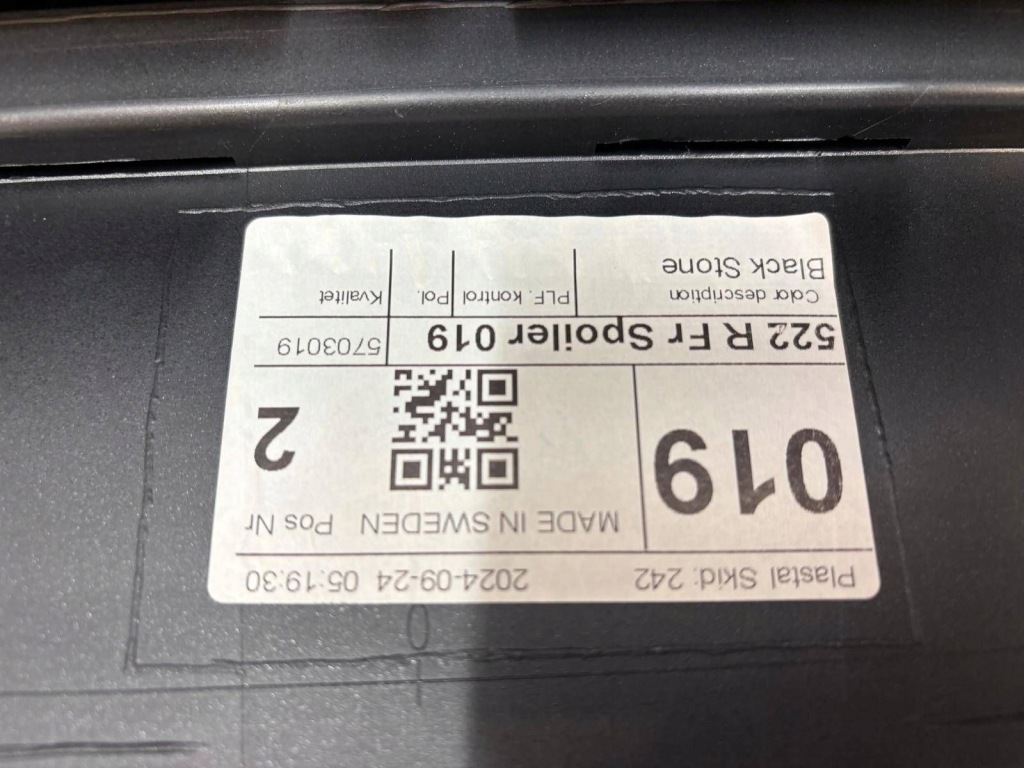 Plastal Skid: 242 2024-09-24 05:19:30
019 MADE IN SWEDEN Pos Nr
2
522 R Fr Spoiler 019 5703019
Color description PLF. kontrol Pol. Kvalitet
Black Stone